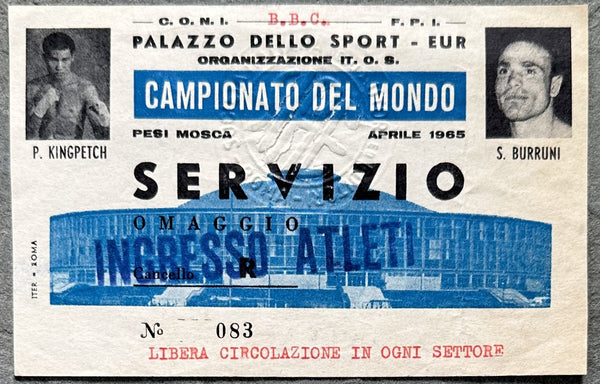 C. O. N. I. B.B.C. F. P. I.
PALAZZO DELLO SPORT - EUR
ORGANIZZAZIONE IT. O. S.
CAMPIONATO DEL MONDO
PESI MOSCA APRILE 1965
P. KINGPETCH
S. BURRUNI
SERVIZIO
OMAGGIO
INGRESSO ATLETI
Cancello R
ITER - ROMA
No 083
LIBERA CIRCOLAZIONE IN OGNI SETTORE